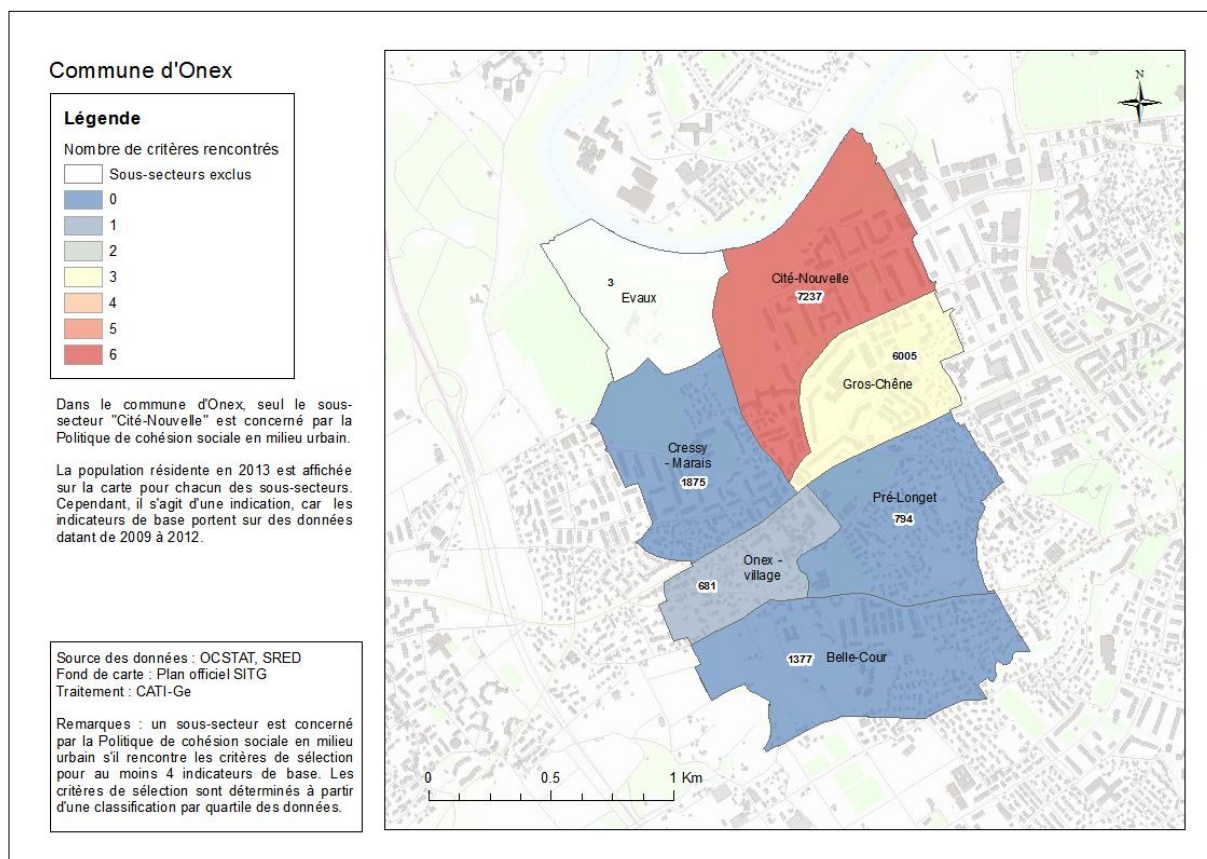 Commune d'Onex
Légende
Nombre de critères rencontrés
Sous-secteurs exclus
0
1
2
3
4
5
6
Dans le commune d'Onex, seul le sous-
secteur "Cité-Nouvelle" est concerné par la
Politique de cohésion sociale en milieu urbain.
La population résidente en 2013 est affichée
sur la carte pour chacun des sous-secteurs.
Cependant, il s'agit d'une indication, car les
indicateurs de base portent sur des données
datant de 2009 à 2012.
Source des données : OCSTAT, SRED
Fond de carte : Plan officiel SITG
Traitement : CATI-Ge
Remarques : un sous-secteur est concerné
par la Politique de cohésion sociale en milieu
urbain s'il rencontre les critères de sélection
pour au moins 4 indicateurs de base. Les
critères de sélection sont déterminés à partir
d'une classification par quartile des données.
N
Cité-Nouvelle
7237
3
Evaux
6005
Gros-Chêne
Cressy
- Marais
1875
Pré-Longet
794
Onex -
village
681
1377
Belle-Cour
0
0.5
1 Km